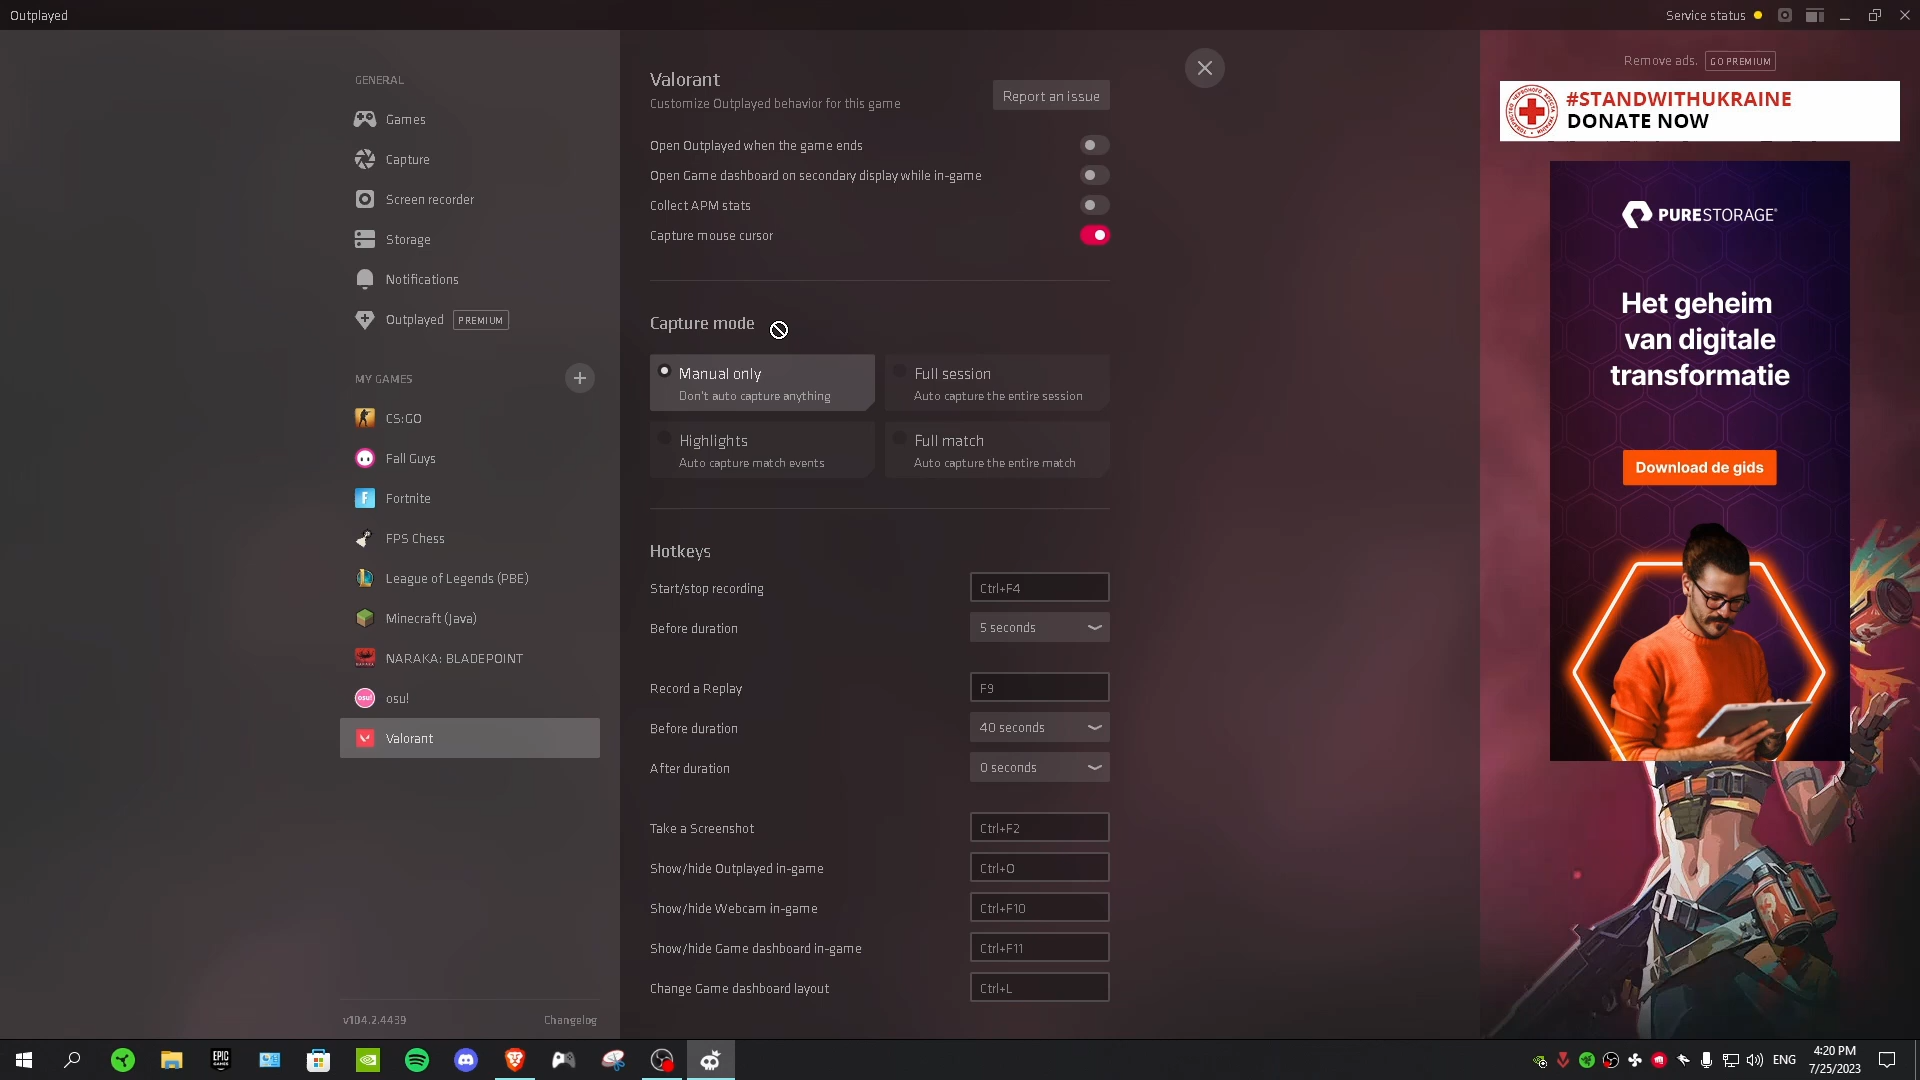 Outplayed
Service status
GENERAL
Games
Capture
Screen recorder
Storage
Notifications
Outplayed PREMIUM
MY GAMES
CS:GO
Fall Guys
Fortnite
FPS Chess
League of Legends (PBE)
Minecraft (Java)
NARAKA: BLADEPOINT
osu!
Valorant
v104.2.4439 Changelog
Valorant
Customize Outplayed behavior for this game
Report an issue
Open Outplayed when the game ends
Open Game dashboard on secondary display while in-game
Collect APM stats
Capture mouse cursor
Capture mode
Manual only
Don't auto capture anything
Full session
Auto capture the entire session
Highlights
Auto capture match events
Full match
Auto capture the entire match
Hotkeys
Start/stop recording Ctrl+F4
Before duration 5 seconds
Record a Replay F9
Before duration 40 seconds
After duration 0 seconds
Take a Screenshot Ctrl+F2
Show/hide Outplayed in-game Ctrl+O
Show/hide Webcam in-game Ctrl+F10
Show/hide Game dashboard in-game Ctrl+F11
Change Game dashboard layout Ctrl+L
Remove ads. GO PREMIUM
#STANDWITHUKRAINE
DONATE NOW
PURESTORAGE
Het geheim
van digitale
transformatie
Download de gids
EPIC
GAMES
ENG
4:20 PM
7/25/2023